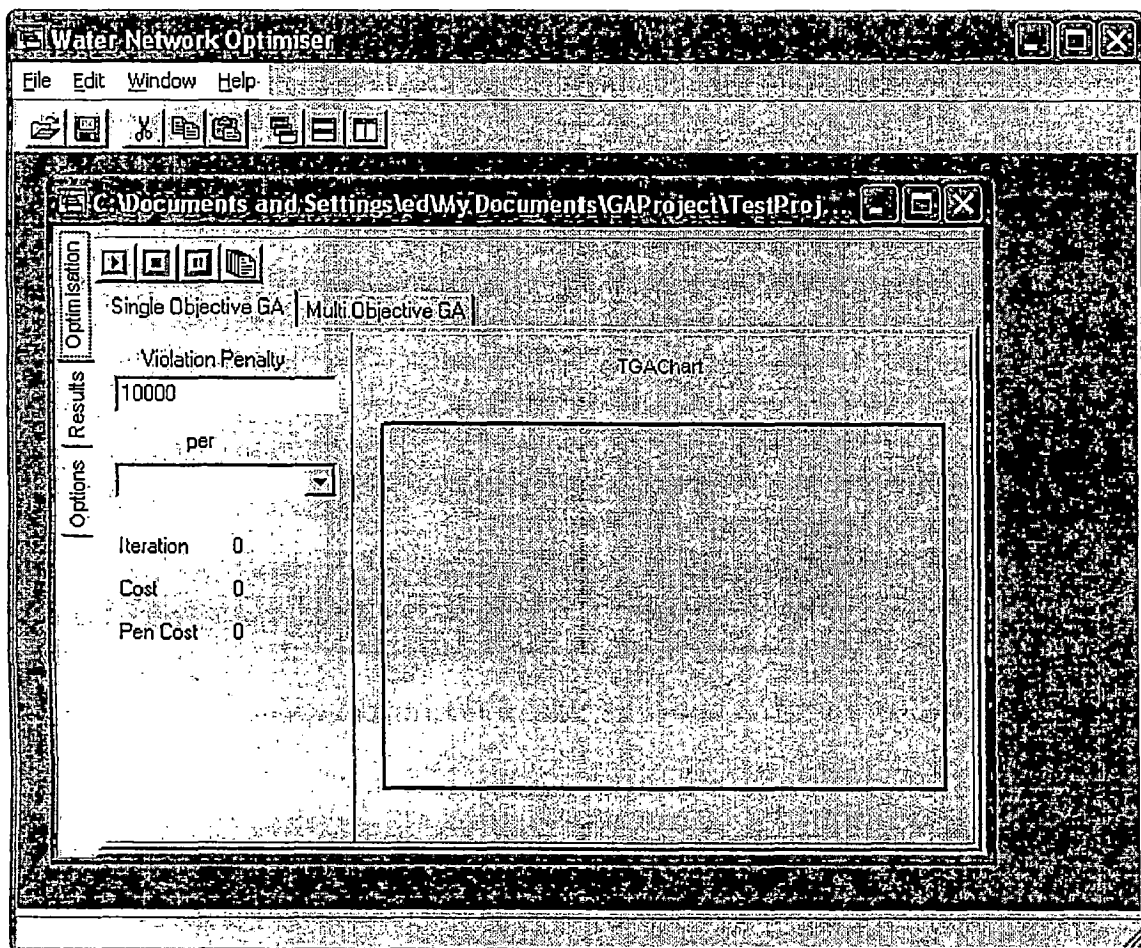 Water Network Optimiser
File Edit Window Help
C:\Documents and Settings\ed\My Documents\GAProject\TestProj...
Optimisation
Results
Options
Single Objective GA Multi Objective GA
Violation Penalty
10000
per
Iteration 0
Cost 0
Pen Cost 0
TGAChart